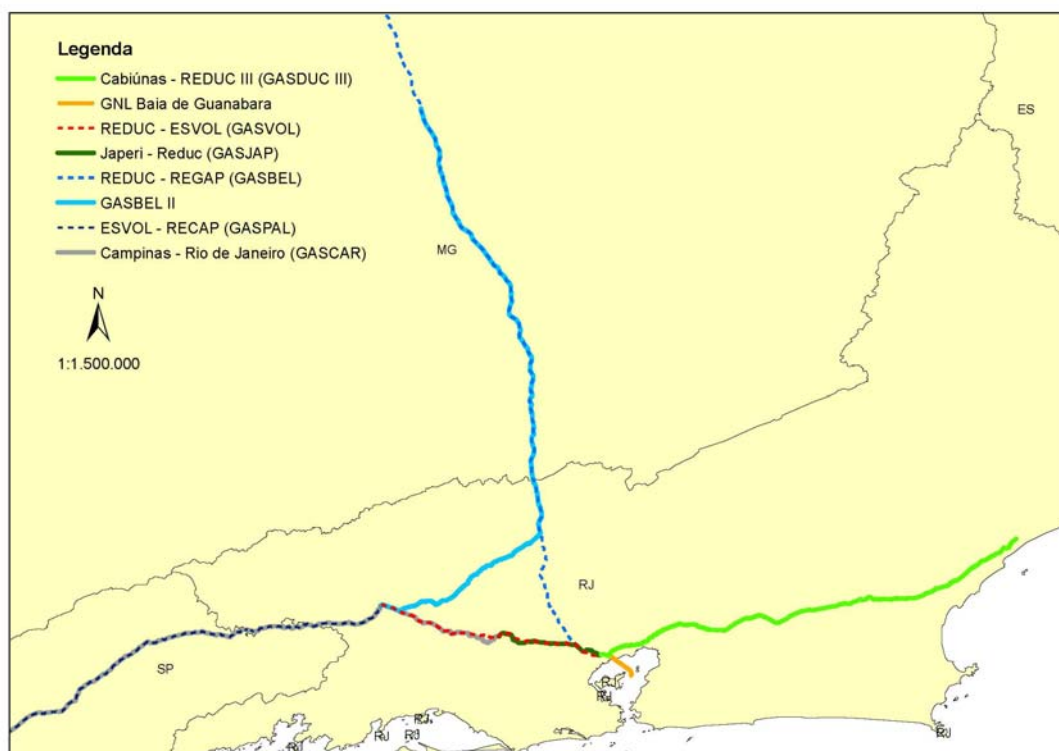 Legenda
Cabiúnas - REDUC III (GASDUC III)
GNL Baia de Guanabara
REDUC - ESVOL (GASVOL)
Japeri - Reduc (GASJAP)
REDUC - REGAP (GASBEL)
GASBEL II
ESVOL - RECAP (GASPAL)
Campinas - Rio de Janeiro (GASCAR)
N
1:1.500.000
ES
MG
RJ
SP
RJ
RJ
RJ
RJ
RJ
RJ
RJ